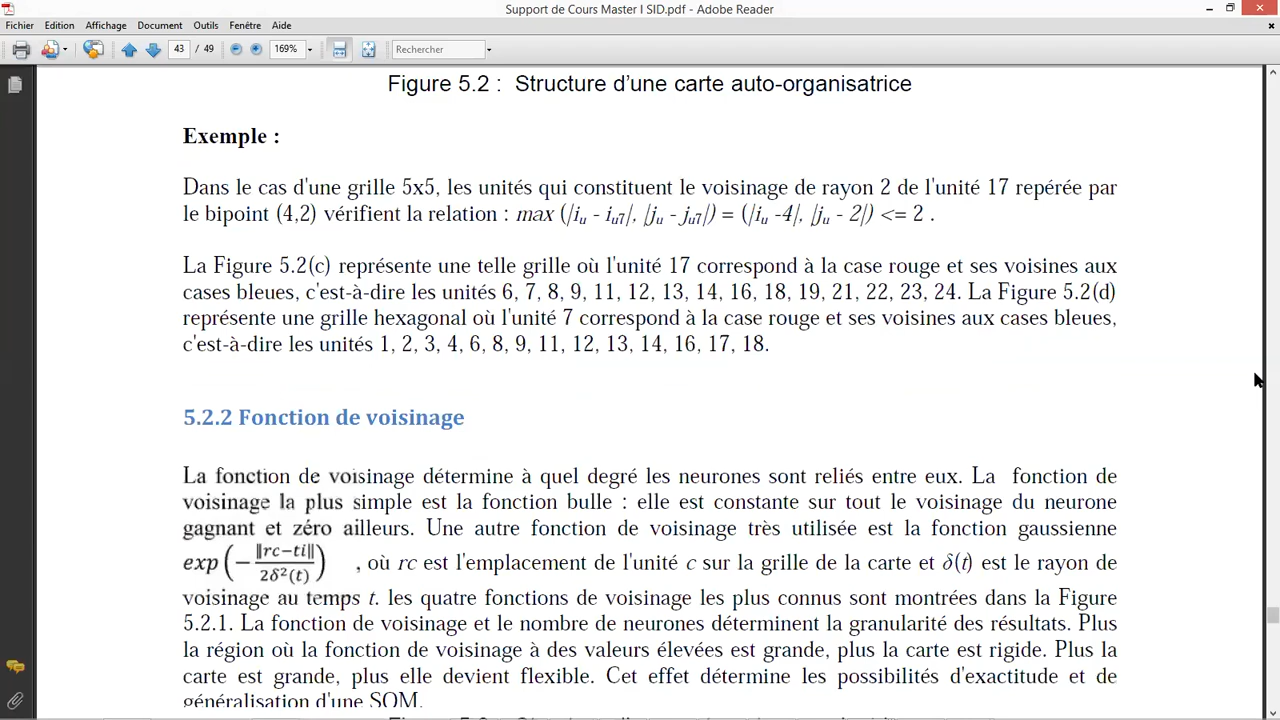 Support de Cours Master I SID.pdf - Adobe Reader
Fichier Edition Affichage Document Outils Fenêtre Aide
43 / 49 169% Rechercher
Figure 5.2 : Structure d'une carte auto-organisatrice
Exemple :
Dans le cas d'une grille 5x5, les unités qui constituent le voisinage de rayon 2 de l'unité 17 repérée par
le bipoint (4,2) vérifient la relation : max (|iu - iu7|, |ju - ju7|) = (|iu -4|, |ju - 2|) <= 2 .
La Figure 5.2(c) représente une telle grille où l'unité 17 correspond à la case rouge et ses voisines aux
cases bleues, c'est-à-dire les unités 6, 7, 8, 9, 11, 12, 13, 14, 16, 18, 19, 21, 22, 23, 24. La Figure 5.2(d)
représente une grille hexagonal où l'unité 7 correspond à la case rouge et ses voisines aux cases bleues,
c'est-à-dire les unités 1, 2, 3, 4, 6, 8, 9, 11, 12, 13, 14, 16, 17, 18.
5.2.2 Fonction de voisinage
La fonction de voisinage détermine à quel degré les neurones sont reliés entre eux. La fonction de
voisinage la plus simple est la fonction bulle : elle est constante sur tout le voisinage du neurone
gagnant et zéro ailleurs. Une autre fonction de voisinage très utilisée est la fonction gaussienne
exp(-‖rc-ti‖/2δ²(t)) , où rc est l'emplacement de l'unité c sur la grille de la carte et δ(t) est le rayon de
voisinage au temps t. les quatre fonctions de voisinage les plus connus sont montrées dans la Figure
5.2.1. La fonction de voisinage et le nombre de neurones déterminent la granularité des résultats. Plus
la région où la fonction de voisinage à des valeurs élevées est grande, plus la carte est rigide. Plus la
carte est grande, plus elle devient flexible. Cet effet détermine les possibilités d'exactitude et de
généralisation d'une SOM.